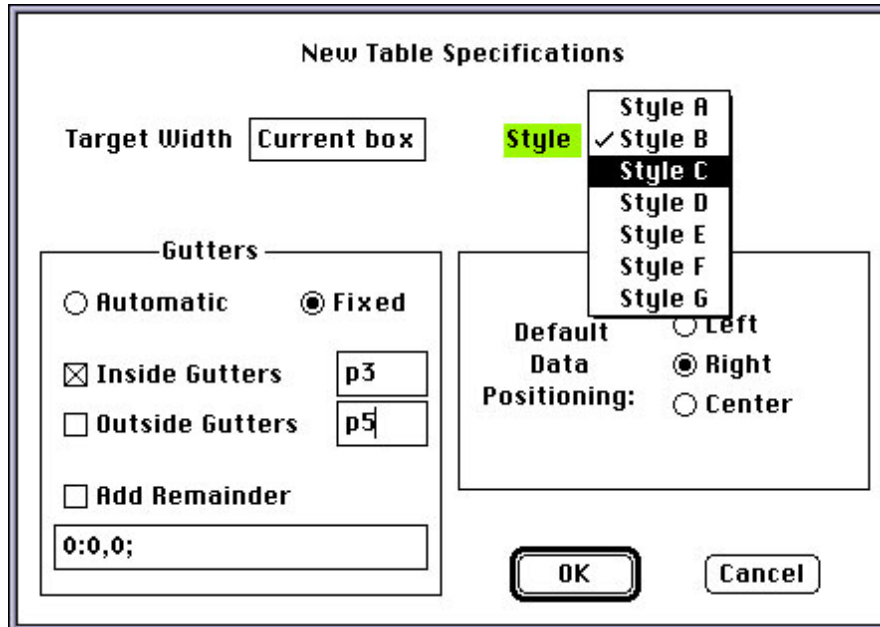 New Table Specifications
Target Width Current box
Style
Style A
✓ Style B
Style C
Style D
Style E
Style F
Style G
Gutters
Automatic Fixed
Inside Gutters p3
Outside Gutters p5
Add Remainder
0:0,0;
Default
Data
Positioning:
Left
Right
Center
OK Cancel